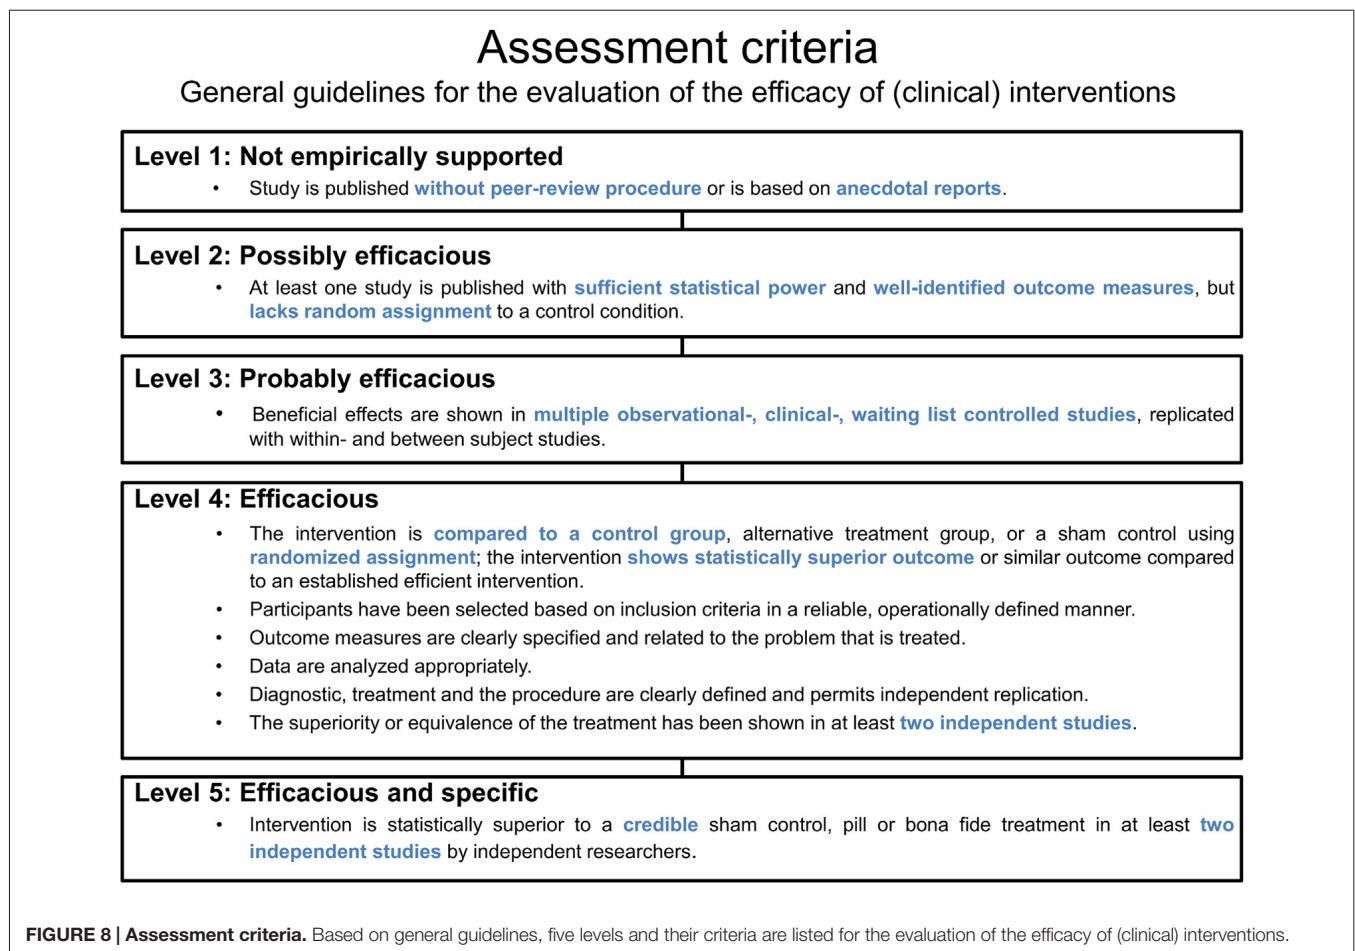 Assessment criteria
General guidelines for the evaluation of the efficacy of (clinical) interventions
Level 1: Not empirically supported
• Study is published without peer-review procedure or is based on anecdotal reports.
Level 2: Possibly efficacious
• At least one study is published with sufficient statistical power and well-identified outcome measures, but
lacks random assignment to a control condition.
Level 3: Probably efficacious
• Beneficial effects are shown in multiple observational-, clinical-, waiting list controlled studies, replicated
with within- and between subject studies.
Level 4: Efficacious
• The intervention is compared to a control group, alternative treatment group, or a sham control using
randomized assignment; the intervention shows statistically superior outcome or similar outcome compared
to an established efficient intervention.
• Participants have been selected based on inclusion criteria in a reliable, operationally defined manner.
• Outcome measures are clearly specified and related to the problem that is treated.
• Data are analyzed appropriately.
• Diagnostic, treatment and the procedure are clearly defined and permits independent replication.
• The superiority or equivalence of the treatment has been shown in at least two independent studies.
Level 5: Efficacious and specific
• Intervention is statistically superior to a credible sham control, pill or bona fide treatment in at least two
independent studies by independent researchers.
FIGURE 8 | Assessment criteria. Based on general guidelines, five levels and their criteria are listed for the evaluation of the efficacy of (clinical) interventions.